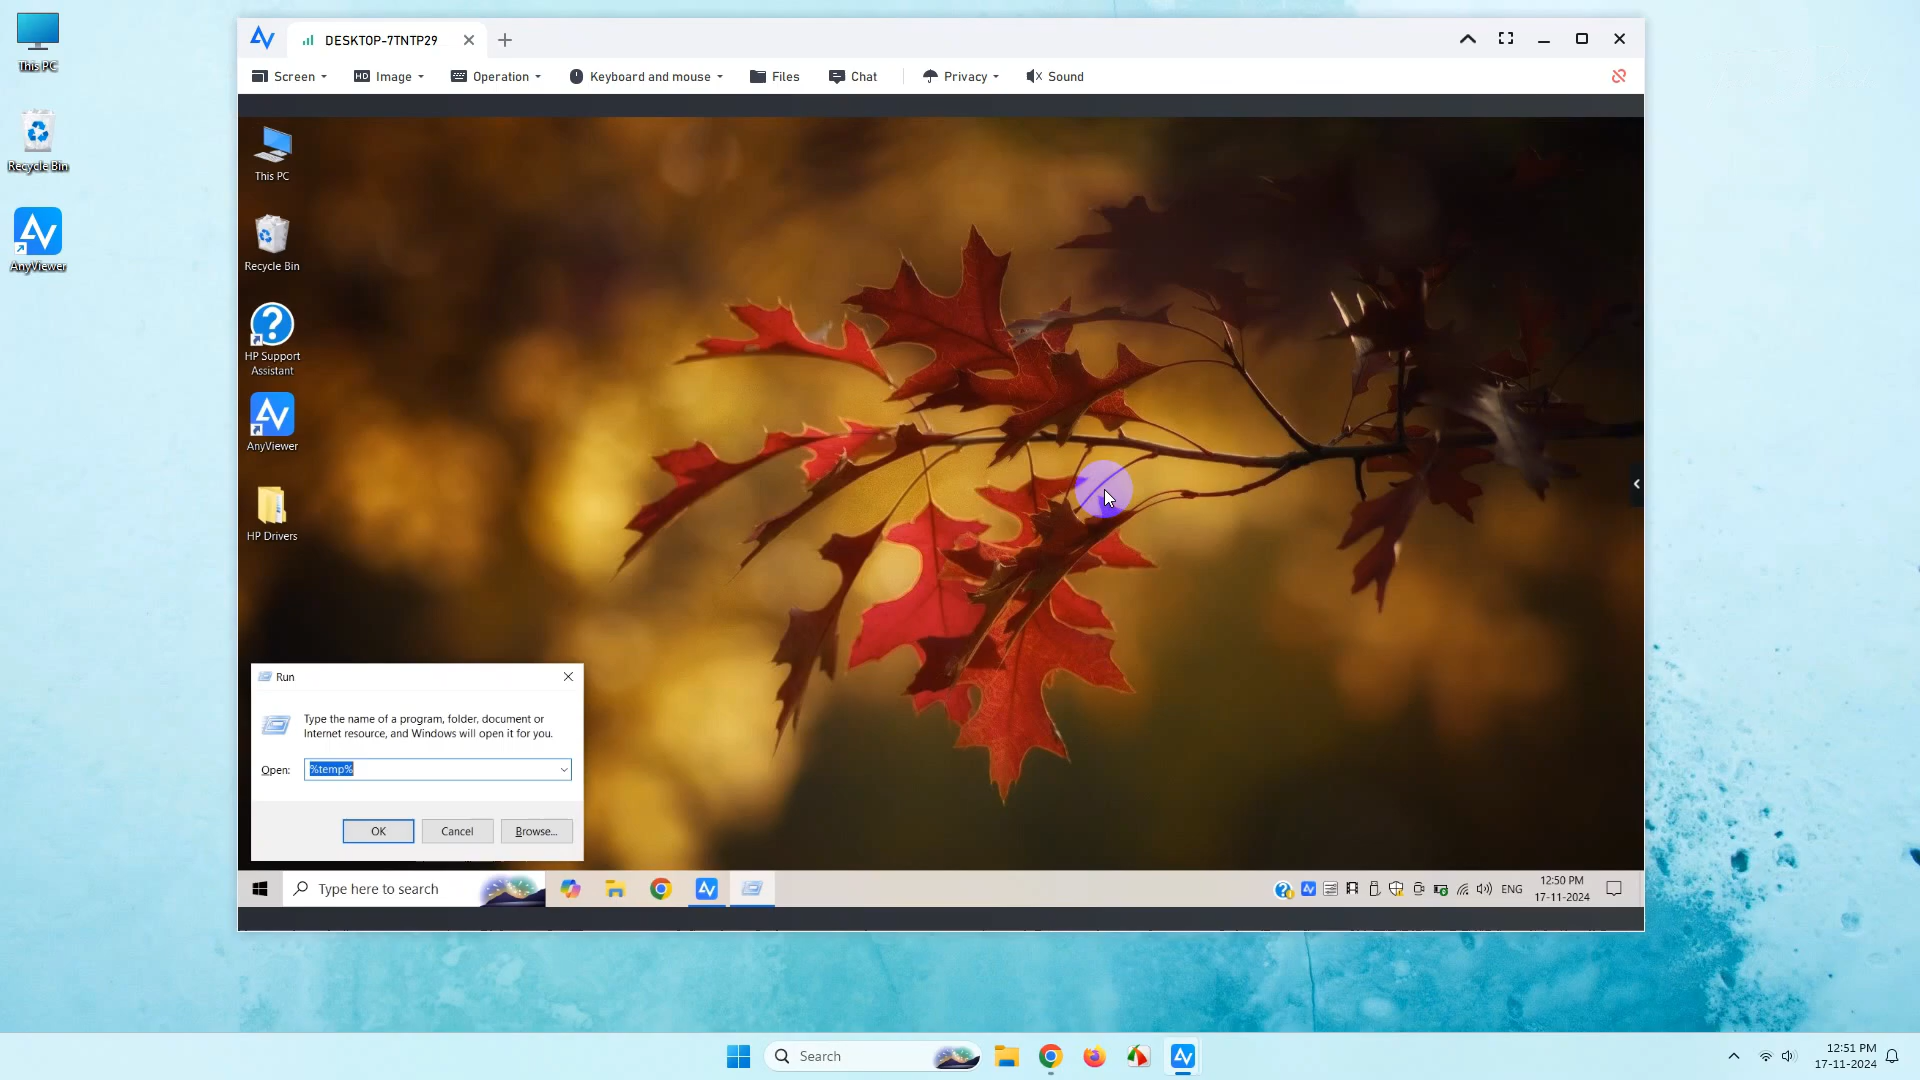 This PC
Recycle Bin
AnyViewer
DESKTOP-7TNTP29
Screen
HD Image
Operation
Keyboard and mouse
Files
Chat
Privacy
Sound
This PC
Recycle Bin
HP Support
Assistant
AnyViewer
HP Drivers
Run
Type the name of a program, folder, document or
Internet resource, and Windows will open it for you.
Open: %temp%
OK Cancel Browse...
Type here to search
ENG
12:50 PM
17-11-2024
Search
12:51 PM
17-11-2024